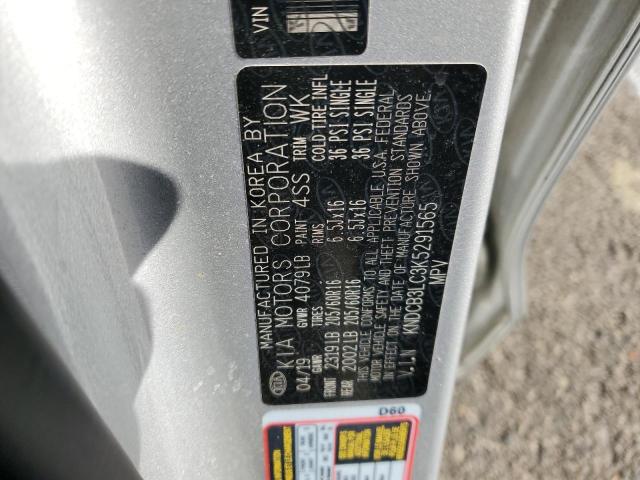 VIN
MANUFACTURED IN KOREA BY
KIA KIA MOTORS CORPORATION
04/19 GVWR 4079LB PAINT 4SS TRIM WK
GAWR TIRES RIMS COLD TIRE INFL
FRONT 2319LB 205/60R16 6.5Jx16 36 PSI SINGLE
REAR 2002LB 205/60R16 6.5Jx16 36 PSI SINGLE
THIS VEHICLE CONFORMS TO ALL APPLICABLE U.S.A. FEDERAL
MOTOR VEHICLE SAFETY AND THEFT PREVENTION STANDARDS
IN EFFECT ON THE DATE OF MANUFACTURE SHOWN ABOVE.
V.I.N KNDCB3LC3K5291565
MPV
D60